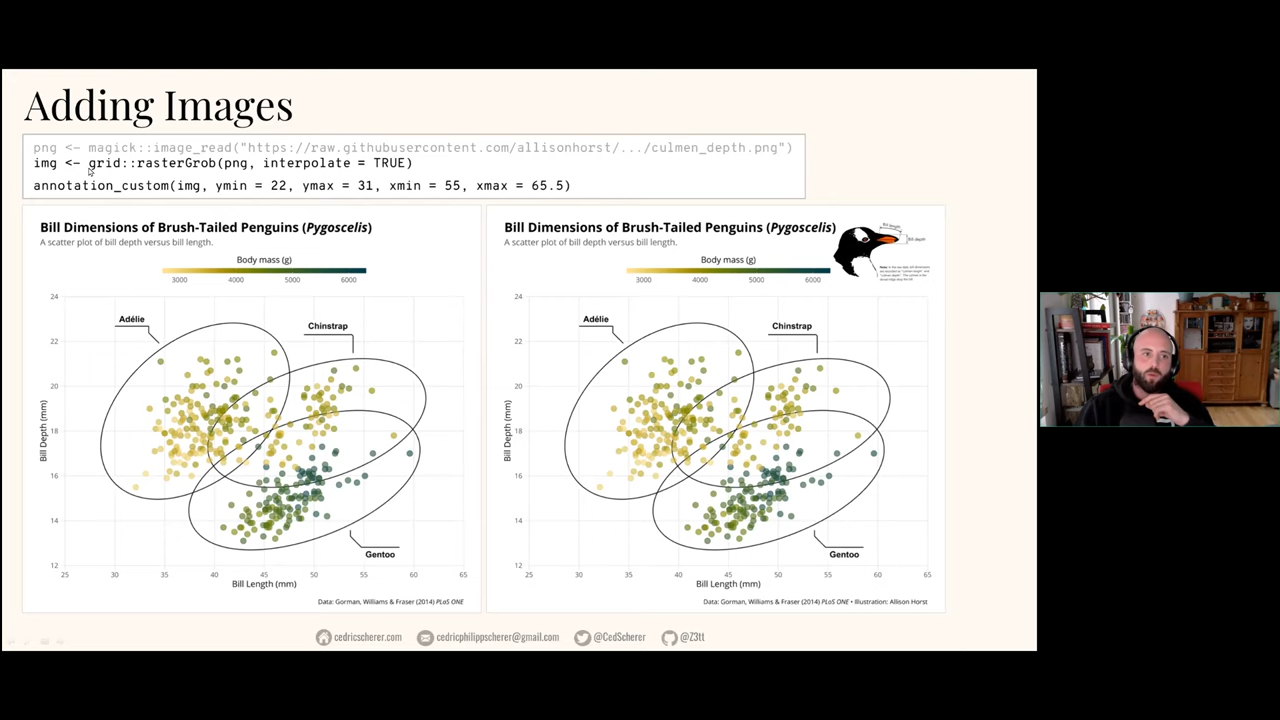 Adding Images
png <- magick::image_read("https://raw.githubusercontent.com/allisonhorst/.../culmen_depth.png")
img <- grid::rasterGrob(png, interpolate = TRUE)
annotation_custom(img, ymin = 22, ymax = 31, xmin = 55, xmax = 65.5)
Bill Dimensions of Brush-Tailed Penguins (Pygoscelis)
A scatter plot of bill depth versus bill length.
Body mass (g)
3000 4000 5000 6000
24
22
20
18
16
14
12
Bill Depth (mm)
Adélie
Chinstrap
Gentoo
25 30 35 40 45 50 55 60 65
Bill Length (mm)
Data: Gorman, Williams & Fraser (2014) PLoS ONE
Bill Dimensions of Brush-Tailed Penguins (Pygoscelis)
A scatter plot of bill depth versus bill length.
Bill length
Bill depth
Body mass (g)
3000 4000 5000 6000
24
22
20
18
16
14
12
Bill Depth (mm)
Adélie
Chinstrap
Gentoo
25 30 35 40 45 50 55 60 65
Bill Length (mm)
Data: Gorman, Williams & Fraser (2014) PLoS ONE • Illustration: Allison Horst
cedricscherer.com cedricphilippscherer@gmail.com @CedScherer @Z3tt